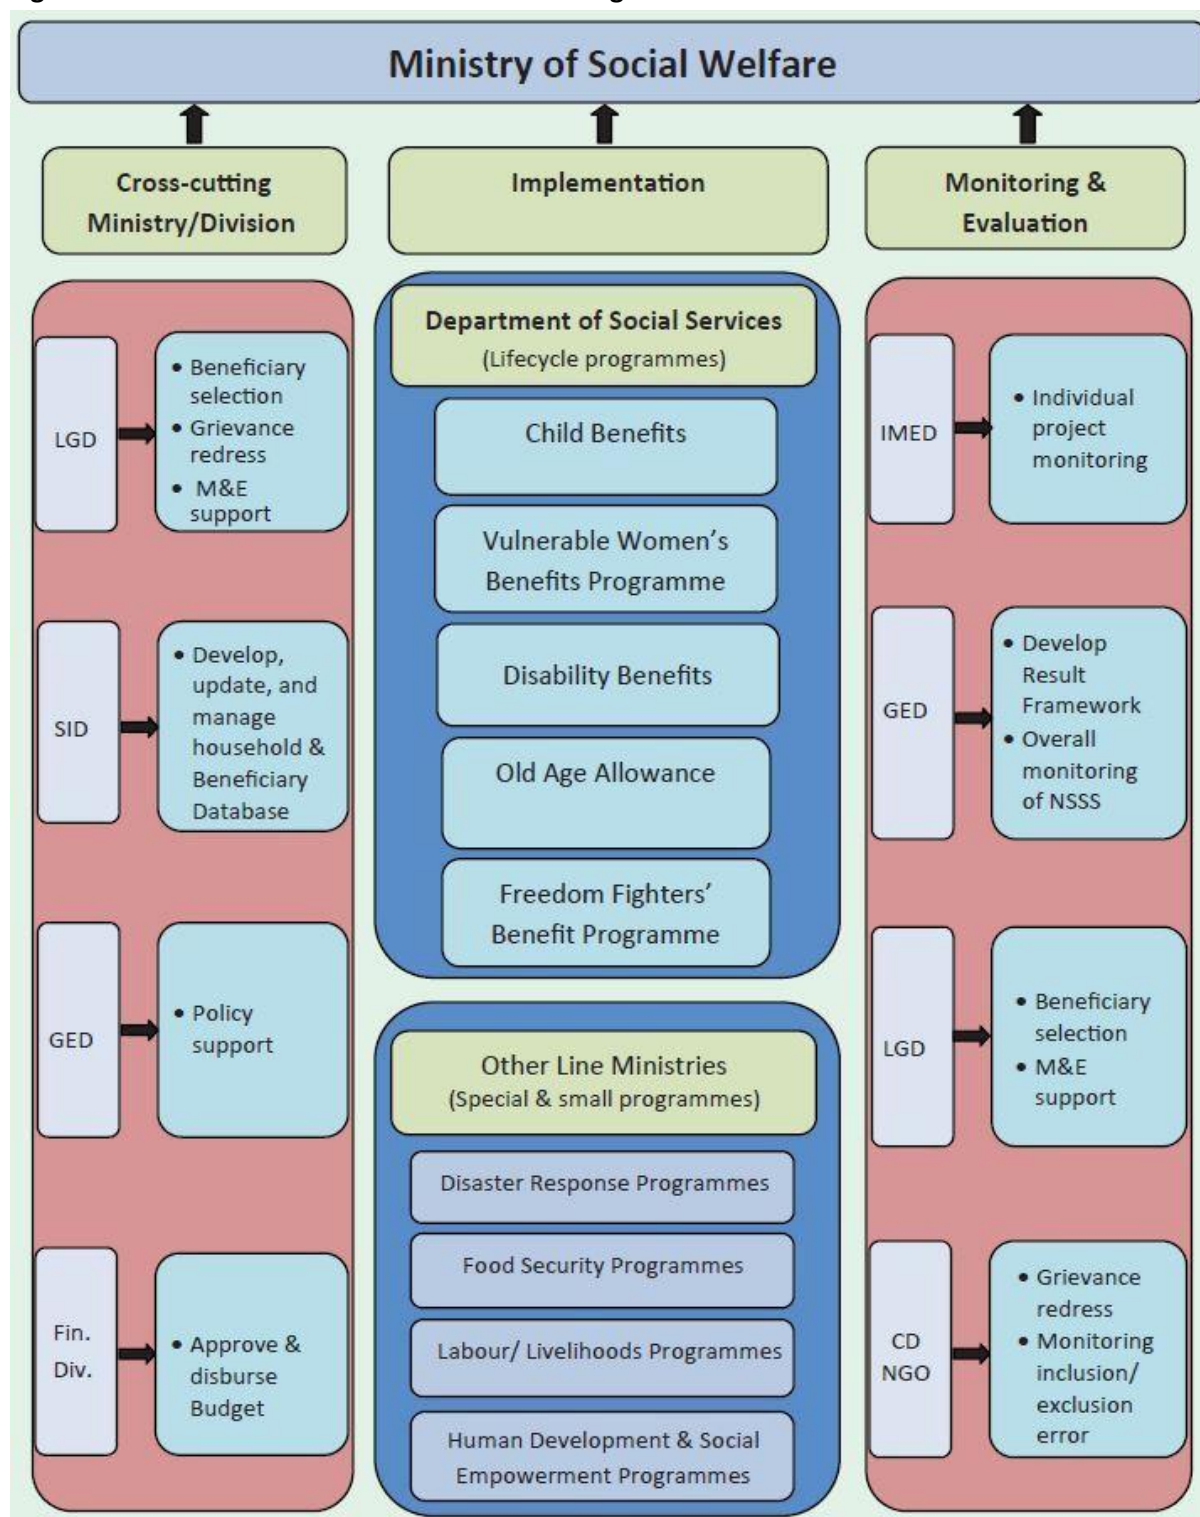 Ministry of Social Welfare
Cross-cutting
Ministry/Division
LGD
• Beneficiary
selection
• Grievance
redress
• M&E
support
SID
• Develop,
update, and
manage
household &
Beneficiary
Database
GED
• Policy
support
Fin.
Div.
• Approve &
disburse
Budget
Implementation
Department of Social Services
(Lifecycle programmes)
Child Benefits
Vulnerable Women's
Benefits Programme
Disability Benefits
Old Age Allowance
Freedom Fighters'
Benefit Programme
Other Line Ministries
(Special & small programmes)
Disaster Response Programmes
Food Security Programmes
Labour/ Livelihoods Programmes
Human Development & Social
Empowerment Programmes
Monitoring &
Evaluation
IMED
• Individual
project
monitoring
GED
• Develop
Result
Framework
• Overall
monitoring
of NSSS
LGD
• Beneficiary
selection
• M&E
support
CD
NGO
• Grievance
redress
• Monitoring
inclusion/
exclusion
error